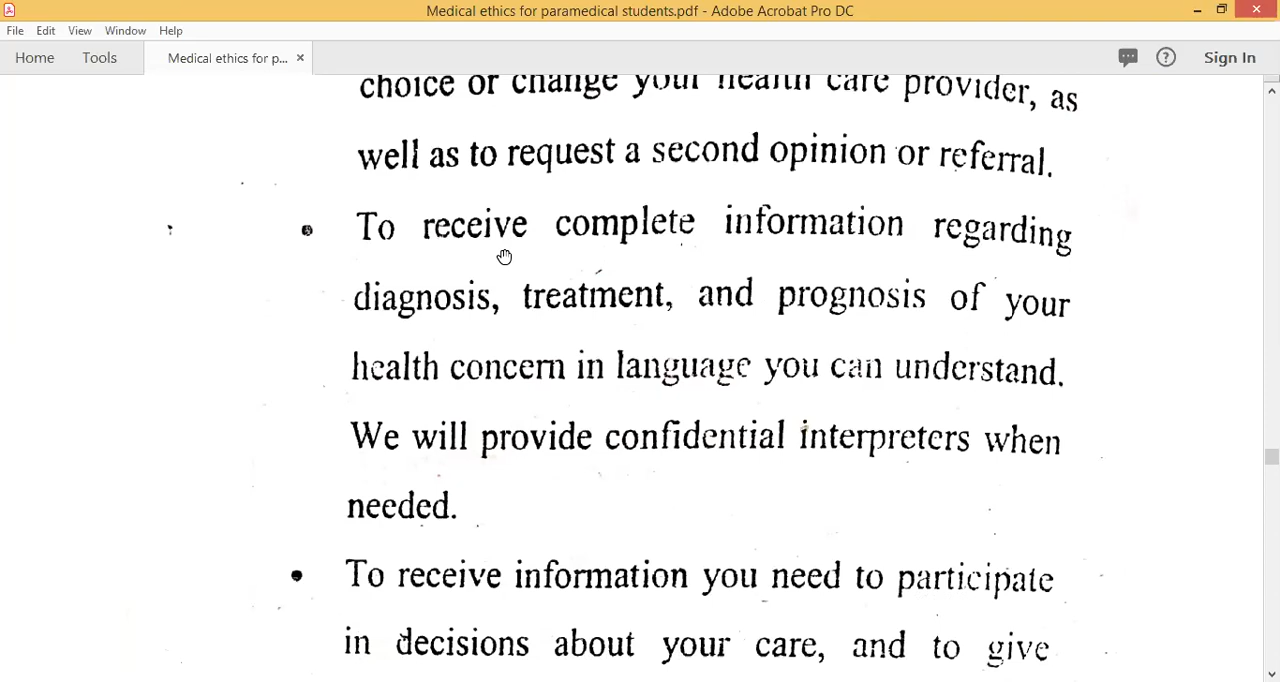 Medical ethics for paramedical students.pdf - Adobe Acrobat Pro DC
File Edit View Window Help
Home Tools Medical ethics for p... × Sign In
choice or change your health care provider, as
well as to request a second opinion or referral.
• To receive complete information regarding
diagnosis, treatment, and prognosis of your
health concern in language you can understand.
We will provide confidential interpreters when
needed.
• To receive information you need to participate
in decisions about your care, and to give